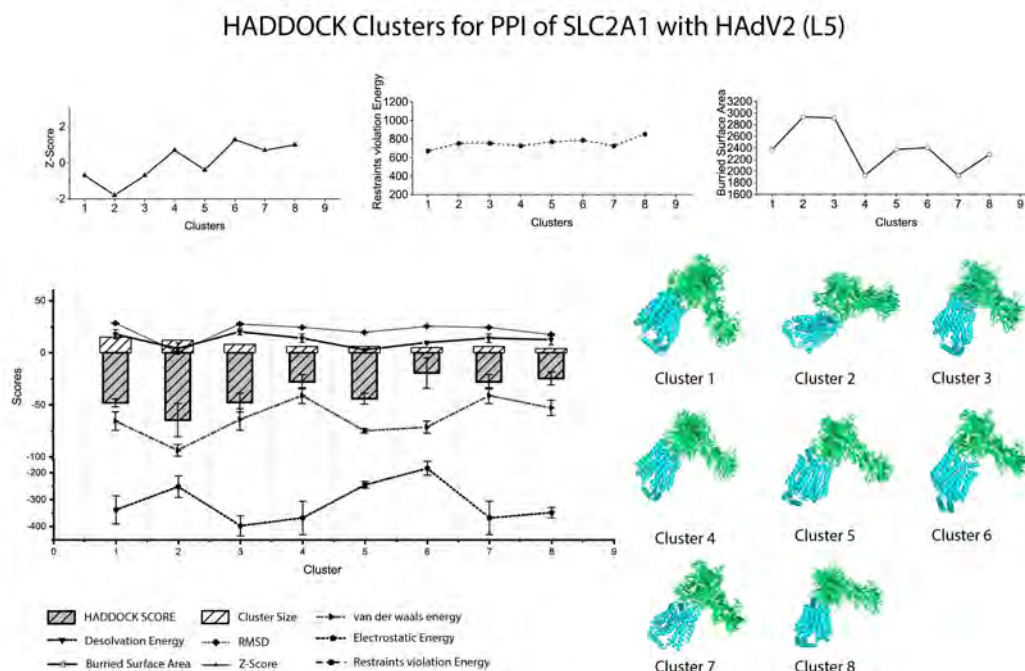 HADDOCK Clusters for PPI of SLC2A1 with HAdV2 (L5)
Z-Score
2
0
-2
1 2 3 4 5 6 7 8 9
Clusters
Restraints violation Energy
1200
1000
800
600
400
200
1 2 3 4 5 6 7 8 9
Clusters
Burried Surface Area
3200
3000
2800
2600
2400
2200
2000
1800
1600
1 2 3 4 5 6 7 8 9
Clusters
Scores
50
0
-50
-100
-200
-300
-400
0 1 2 3 4 5 6 7 8 9
Cluster
Cluster 1
Cluster 2
Cluster 3
Cluster 4
Cluster 5
Cluster 6
Cluster 7
Cluster 8
HADDOCK SCORE
Cluster Size
van der waals energy
Desolvation Energy
RMSD
Electrostatic Energy
Burried Surface Area
Z-Score
Restraints violation Energy